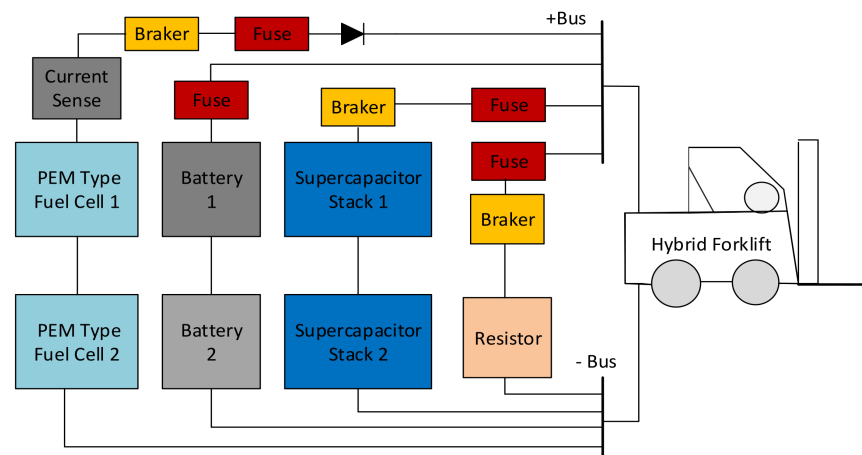 +Bus
Braker
Fuse
Current
Sense
Fuse
Braker
Fuse
Fuse
PEM Type
Fuel Cell 1
Battery
1
Supercapacitor
Stack 1
Braker
Hybrid Forklift
PEM Type
Fuel Cell 2
Battery
2
Supercapacitor
Stack 2
Resistor
- Bus